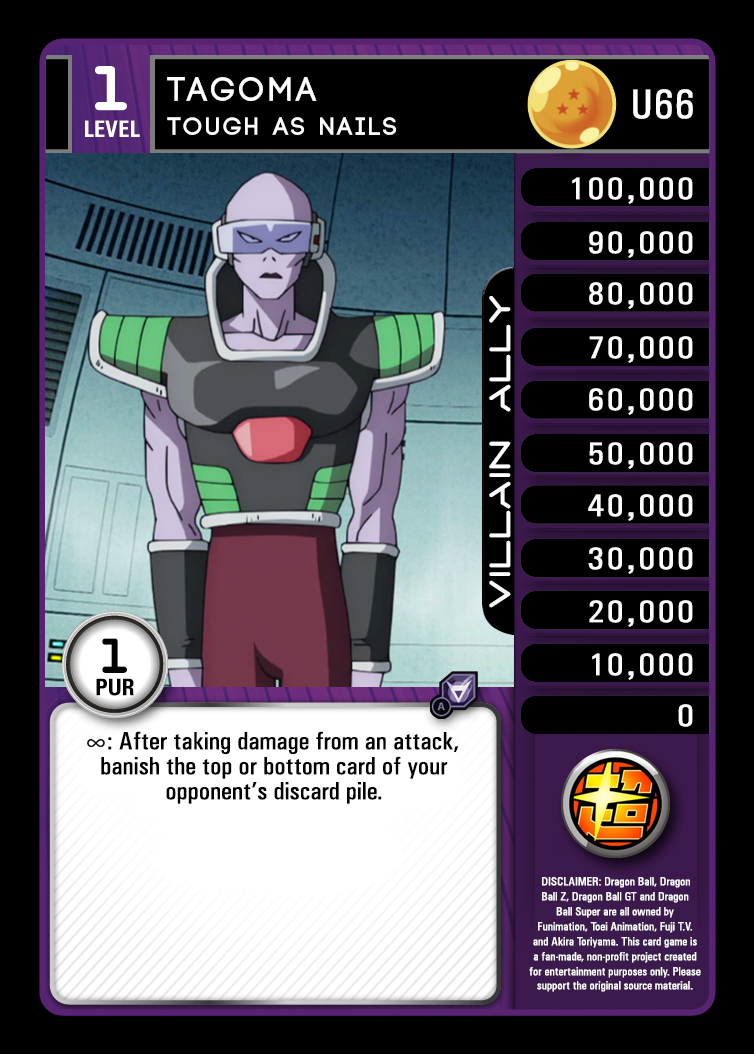 1
LEVEL
TAGOMA
TOUGH AS NAILS
U66
100,000
90,000
80,000
70,000
60,000
50,000
40,000
30,000
20,000
10,000
0
VILLAIN ALLY
1
PUR
A
∞: After taking damage from an attack,
banish the top or bottom card of your
opponent's discard pile.
超
DISCLAIMER: Dragon Ball, Dragon
Ball Z, Dragon Ball GT and Dragon
Ball Super are all owned by
Funimation, Toei Animation, Fuji T.V.
and Akira Toriyama. This card game is
a fan-made, non-profit project created
for entertainment purposes only. Please
support the original source material.